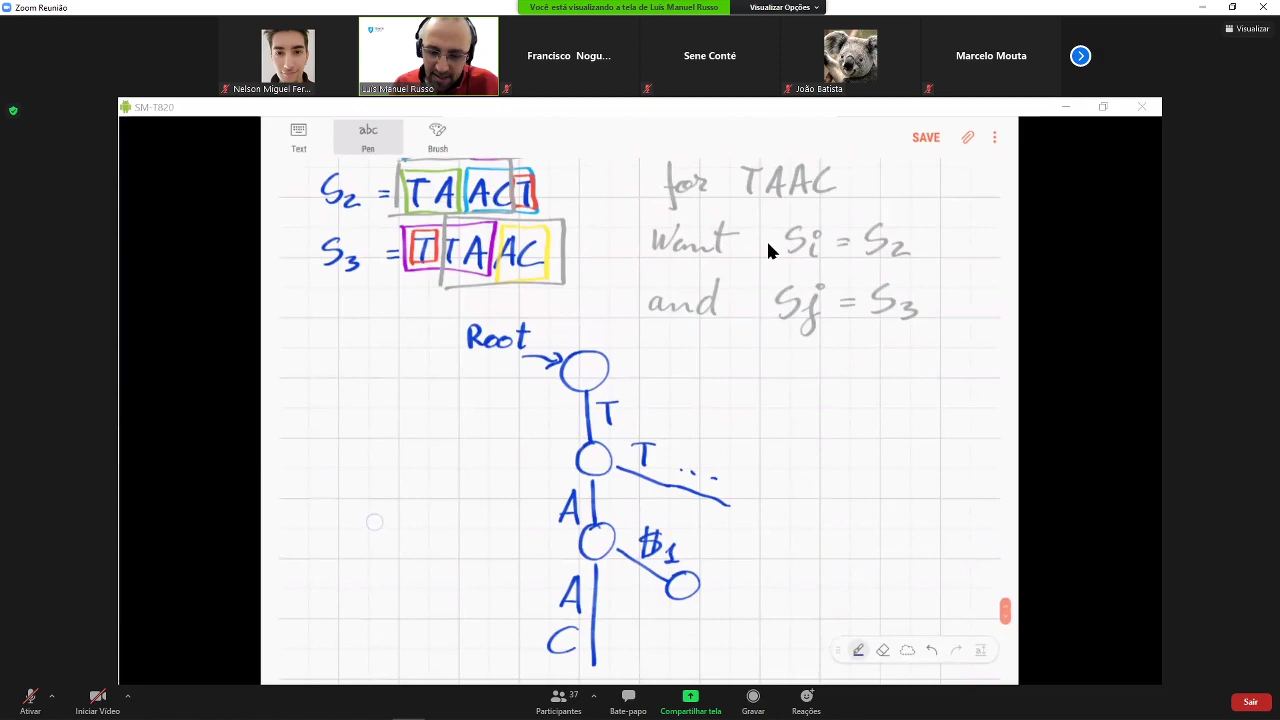 Zoom Reunião
Você está visualizando a tela de Luís Manuel Russo
Visualizar Opções
Visualizar
Nelson Miguel Fer...
Luís Manuel Russo
Francisco Nogu...
Sene Conté
João Batista
Marcelo Mouta
SM-T820
Text
abc
Pen
Brush
SAVE
S2 = TAACT
for TAAC
S3 = TTAAC
Want Si = S2
and Sj = S3
Root
T
T ...
A
$1
A
C
Ativar
Iniciar Vídeo
37
Participantes
Bate-papo
Compartilhar tela
Gravar
Reações
Sair